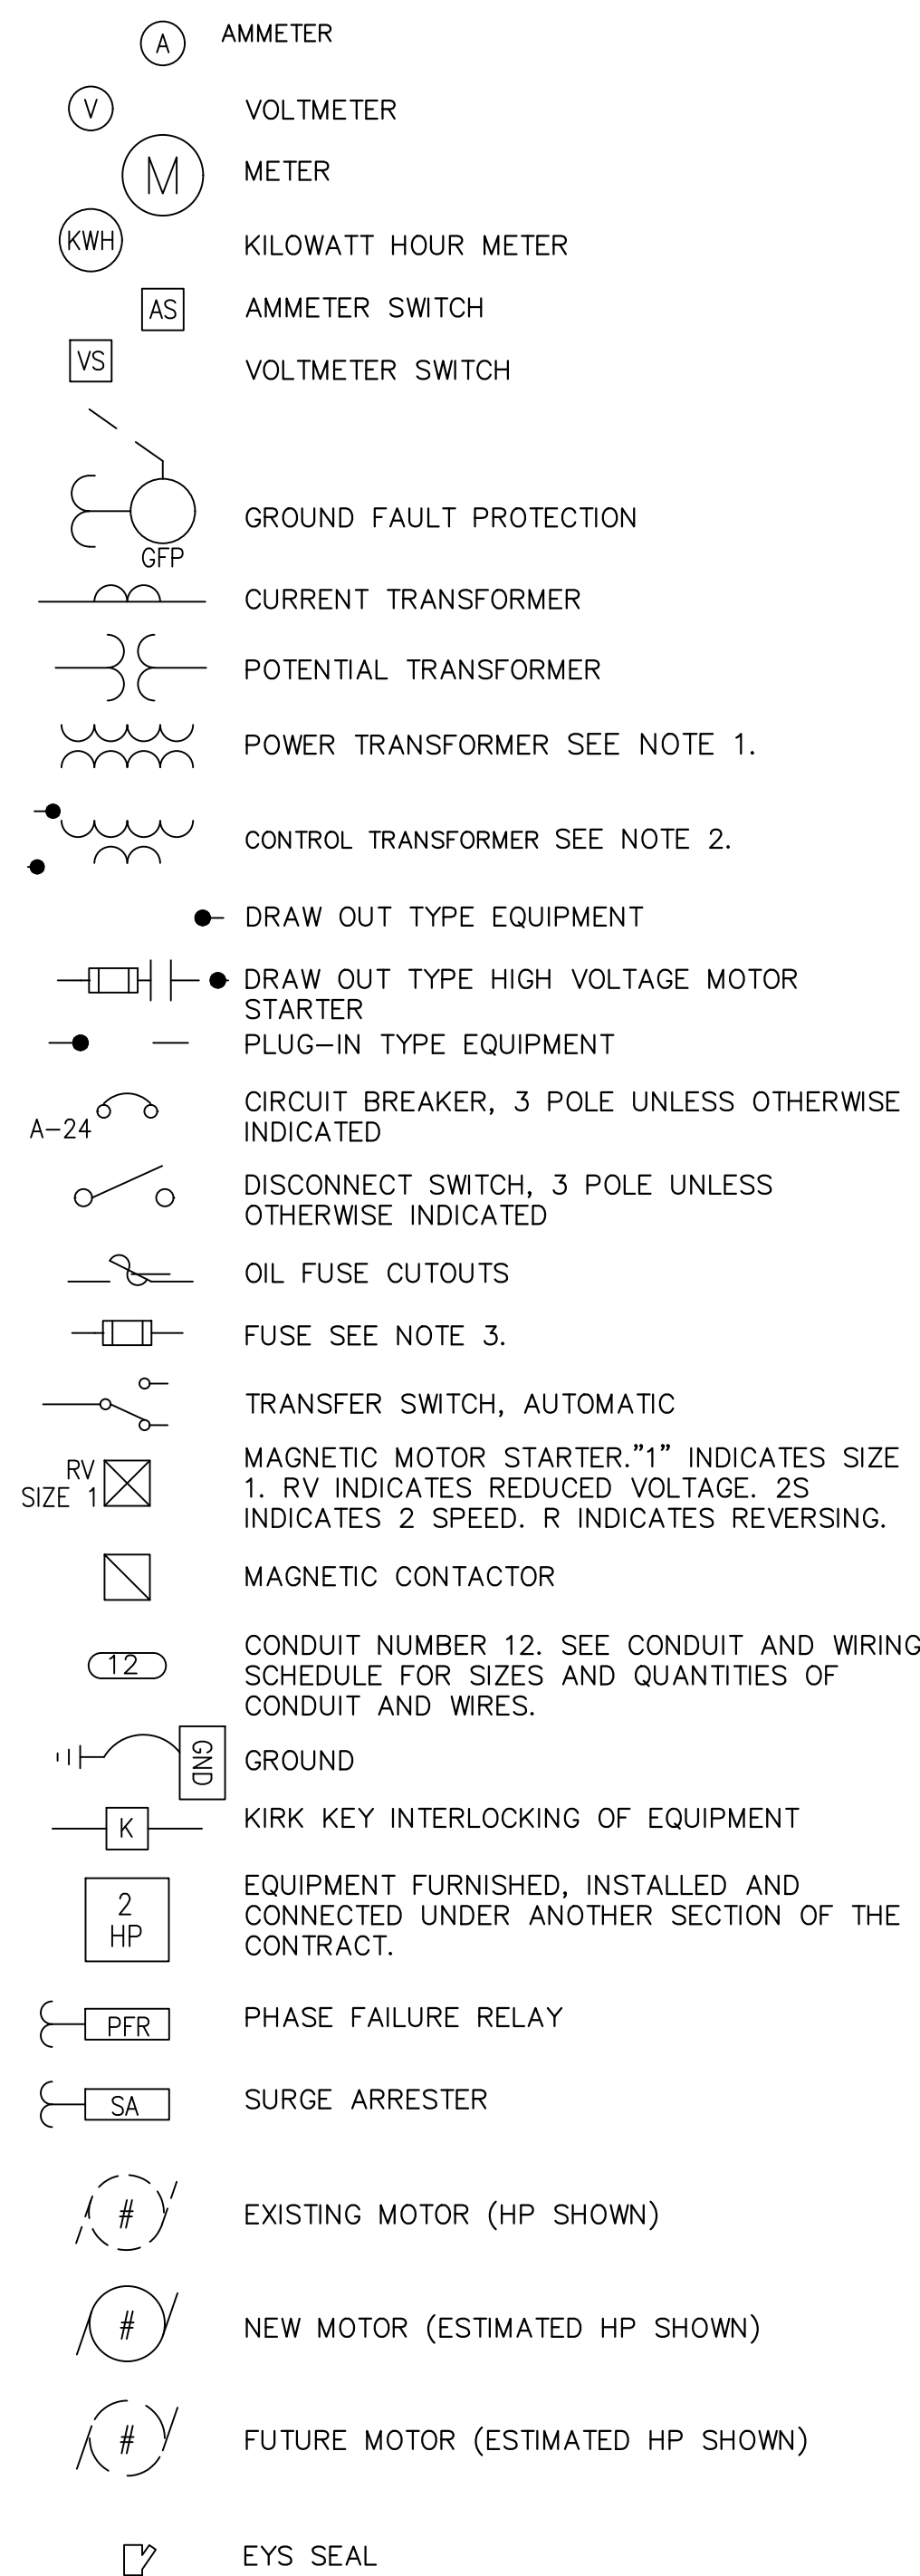 A AMMETER
V VOLTMETER
M METER
KWH KILOWATT HOUR METER
AS AMMETER SWITCH
VS VOLTMETER SWITCH
GROUND FAULT PROTECTION
GFP
CURRENT TRANSFORMER
POTENTIAL TRANSFORMER
POWER TRANSFORMER SEE NOTE 1.
CONTROL TRANSFORMER SEE NOTE 2.
DRAW OUT TYPE EQUIPMENT
DRAW OUT TYPE HIGH VOLTAGE MOTOR
STARTER
PLUG-IN TYPE EQUIPMENT
CIRCUIT BREAKER, 3 POLE UNLESS OTHERWISE
A-24 INDICATED
DISCONNECT SWITCH, 3 POLE UNLESS
OTHERWISE INDICATED
OIL FUSE CUTOUTS
FUSE SEE NOTE 3.
TRANSFER SWITCH, AUTOMATIC
RV MAGNETIC MOTOR STARTER."1" INDICATES SIZE
SIZE 1 1. RV INDICATES REDUCED VOLTAGE. 2S
INDICATES 2 SPEED. R INDICATES REVERSING.
MAGNETIC CONTACTOR
CONDUIT NUMBER 12. SEE CONDUIT AND WIRING
12 SCHEDULE FOR SIZES AND QUANTITIES OF
CONDUIT AND WIRES.
GND GROUND
K KIRK KEY INTERLOCKING OF EQUIPMENT
EQUIPMENT FURNISHED, INSTALLED AND
2 CONNECTED UNDER ANOTHER SECTION OF THE
HP CONTRACT.
PFR PHASE FAILURE RELAY
SA SURGE ARRESTER
# EXISTING MOTOR (HP SHOWN)
# NEW MOTOR (ESTIMATED HP SHOWN)
# FUTURE MOTOR (ESTIMATED HP SHOWN)
EYS SEAL